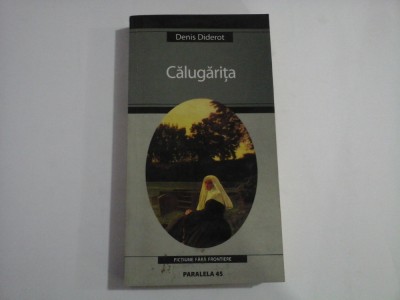 Denis Diderot
Călugărița
FICȚIUNE FĂRĂ FRONTIERE
PARALELA 45